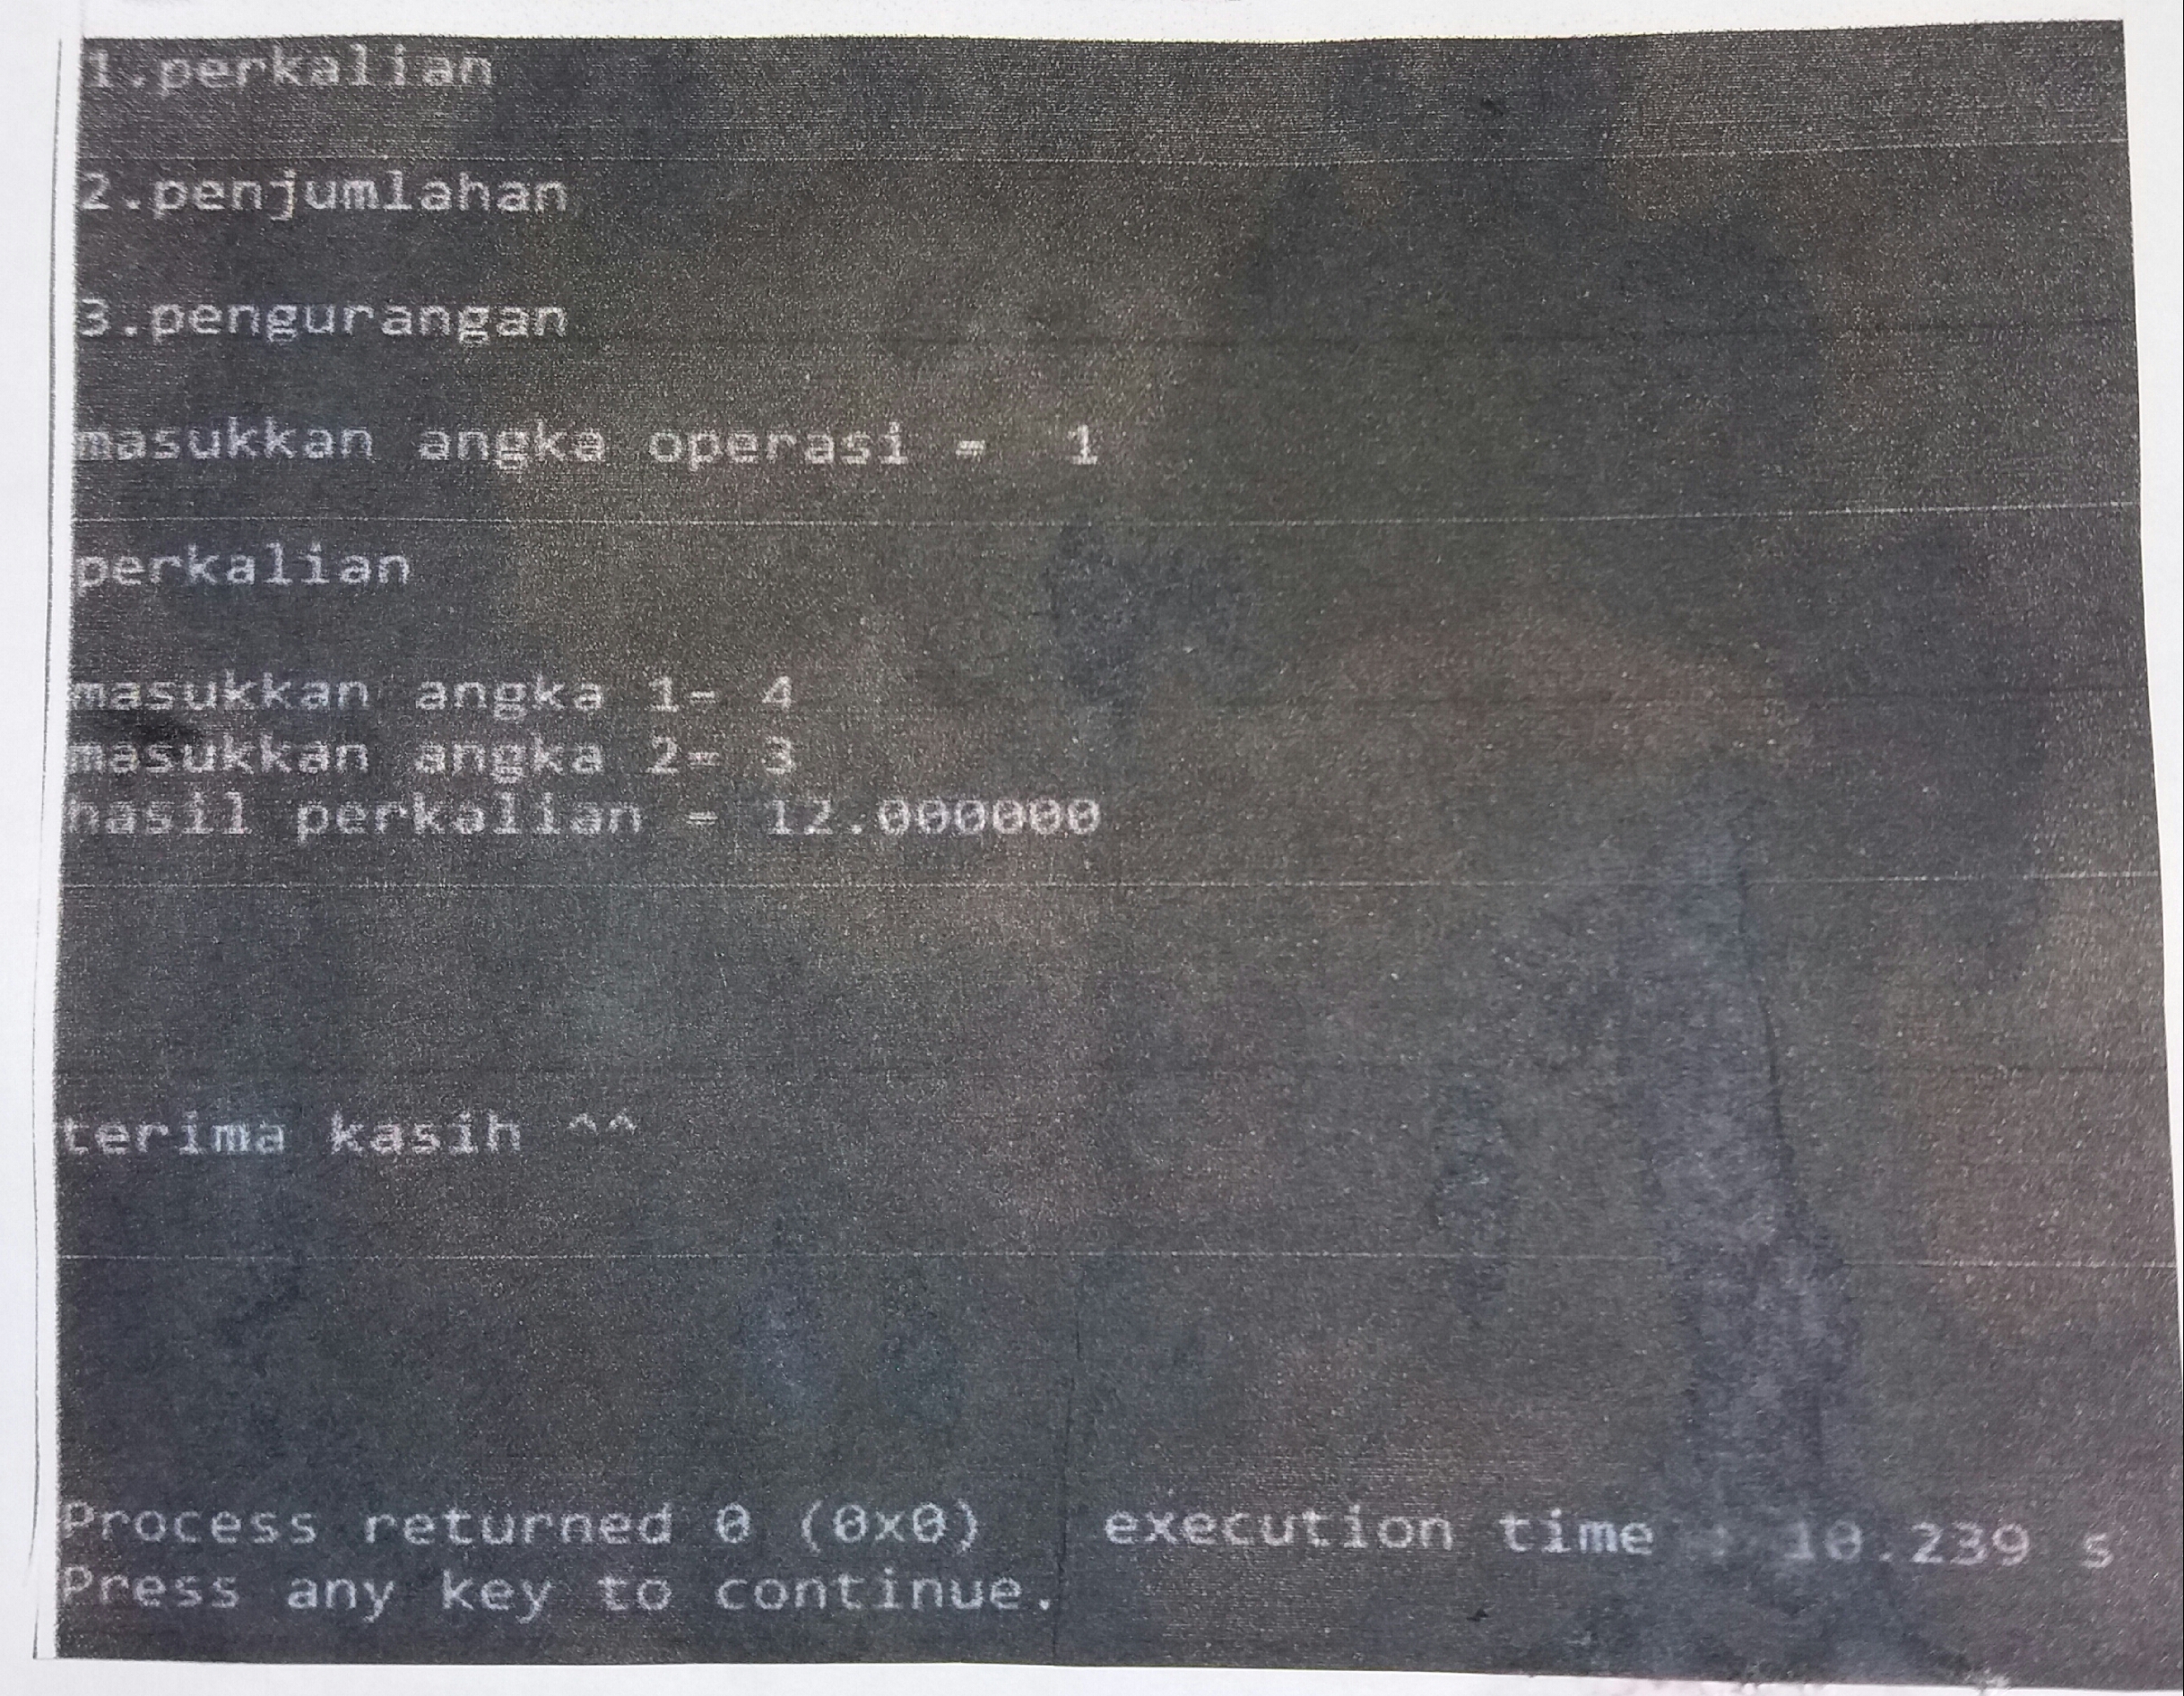 1.perkalian
2.penjumlahan
3.pengurangan
masukkan angka operasi =  1
perkalian
masukkan angka 1= 4
masukkan angka 2= 3
hasil perkalian = 12.000000
terima kasih ^^
Process returned 0 (0x0)   execution time : 10.239 s
Press any key to continue.